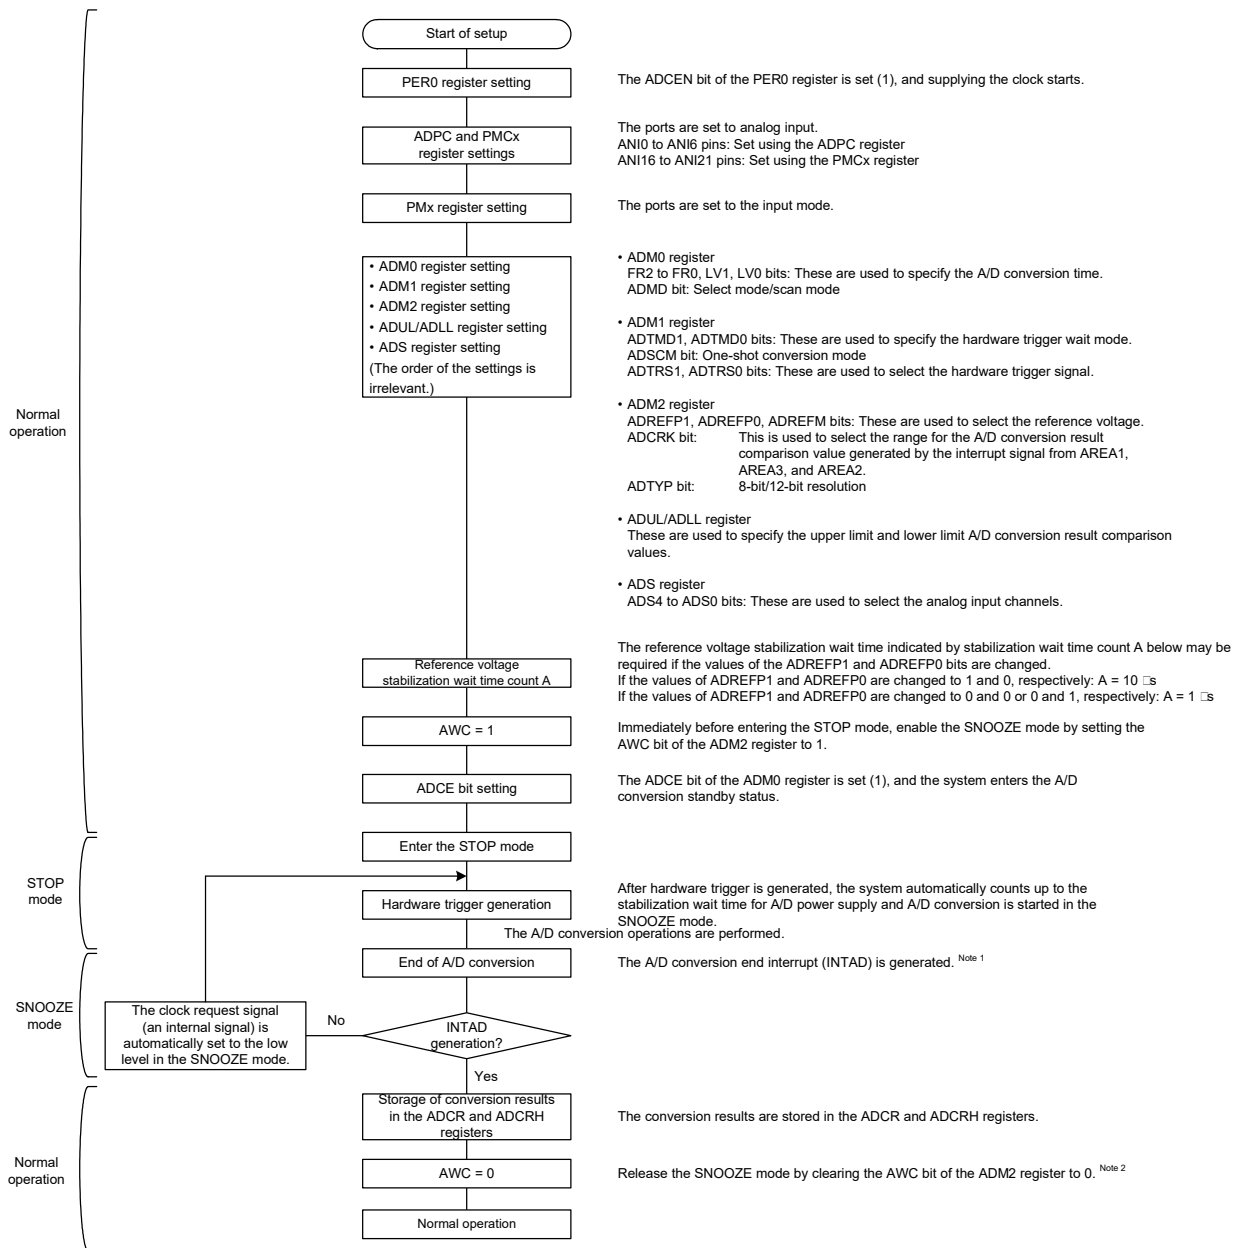 Start of setup
PER0 register setting
The ADCEN bit of the PER0 register is set (1), and supplying the clock starts.
ADPC and PMCx
register settings
The ports are set to analog input.
ANI0 to ANI6 pins: Set using the ADPC register
ANI16 to ANI21 pins: Set using the PMCx register
PMx register setting
The ports are set to the input mode.
• ADM0 register setting
• ADM1 register setting
• ADM2 register setting
• ADUL/ADLL register setting
• ADS register setting
(The order of the settings is
irrelevant.)
• ADM0 register
FR2 to FR0, LV1, LV0 bits: These are used to specify the A/D conversion time.
ADMD bit: Select mode/scan mode
• ADM1 register
ADTMD1, ADTMD0 bits: These are used to specify the hardware trigger wait mode.
ADSCM bit: One-shot conversion mode
ADTRS1, ADTRS0 bits: These are used to select the hardware trigger signal.
• ADM2 register
ADREFP1, ADREFP0, ADREFM bits: These are used to select the reference voltage.
ADCRK bit: This is used to select the range for the A/D conversion result
comparison value generated by the interrupt signal from AREA1,
AREA3, and AREA2.
ADTYP bit: 8-bit/12-bit resolution
• ADUL/ADLL register
These are used to specify the upper limit and lower limit A/D conversion result comparison
values.
• ADS register
ADS4 to ADS0 bits: These are used to select the analog input channels.
Normal
operation
Reference voltage
stabilization wait time count A
The reference voltage stabilization wait time indicated by stabilization wait time count A below may be
required if the values of the ADREFP1 and ADREFP0 bits are changed.
If the values of ADREFP1 and ADREFP0 are changed to 1 and 0, respectively: A = 10 □s
If the values of ADREFP1 and ADREFP0 are changed to 0 and 0 or 0 and 1, respectively: A = 1 □s
AWC = 1
Immediately before entering the STOP mode, enable the SNOOZE mode by setting the
AWC bit of the ADM2 register to 1.
ADCE bit setting
The ADCE bit of the ADM0 register is set (1), and the system enters the A/D
conversion standby status.
Enter the STOP mode
STOP
mode
Hardware trigger generation
After hardware trigger is generated, the system automatically counts up to the
stabilization wait time for A/D power supply and A/D conversion is started in the
SNOOZE mode.
The A/D conversion operations are performed.
End of A/D conversion
The A/D conversion end interrupt (INTAD) is generated. Note 1
SNOOZE
mode
The clock request signal
(an internal signal) is
automatically set to the low
level in the SNOOZE mode.
No
INTAD
generation?
Yes
Storage of conversion results
in the ADCR and ADCRH
registers
The conversion results are stored in the ADCR and ADCRH registers.
Normal
operation
AWC = 0
Release the SNOOZE mode by clearing the AWC bit of the ADM2 register to 0. Note 2
Normal operation